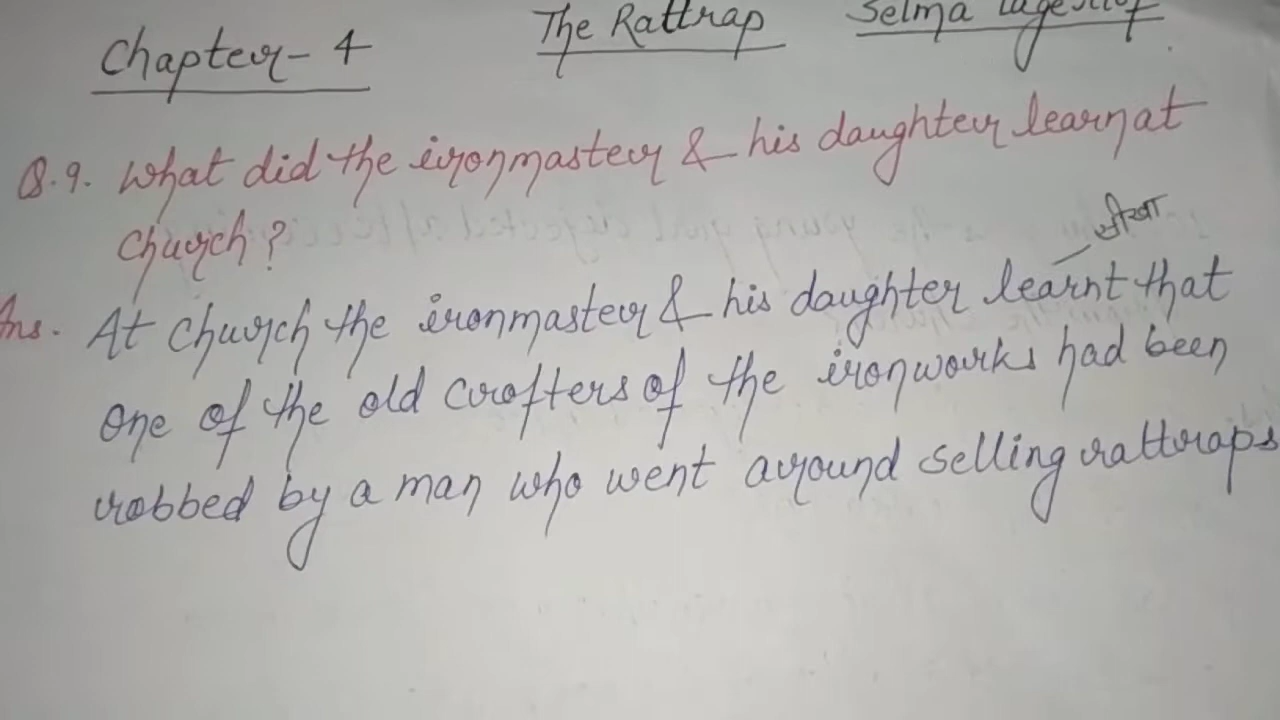 Chapter - 4 The Rattrap Selma Lagerlof
Q.9. What did the ironmaster & his daughter learn at
church?
सीखा
Ans. At church the ironmaster & his daughter learnt that
one of the old crofters of the ironworks had been
robbed by a man who went around selling rattraps